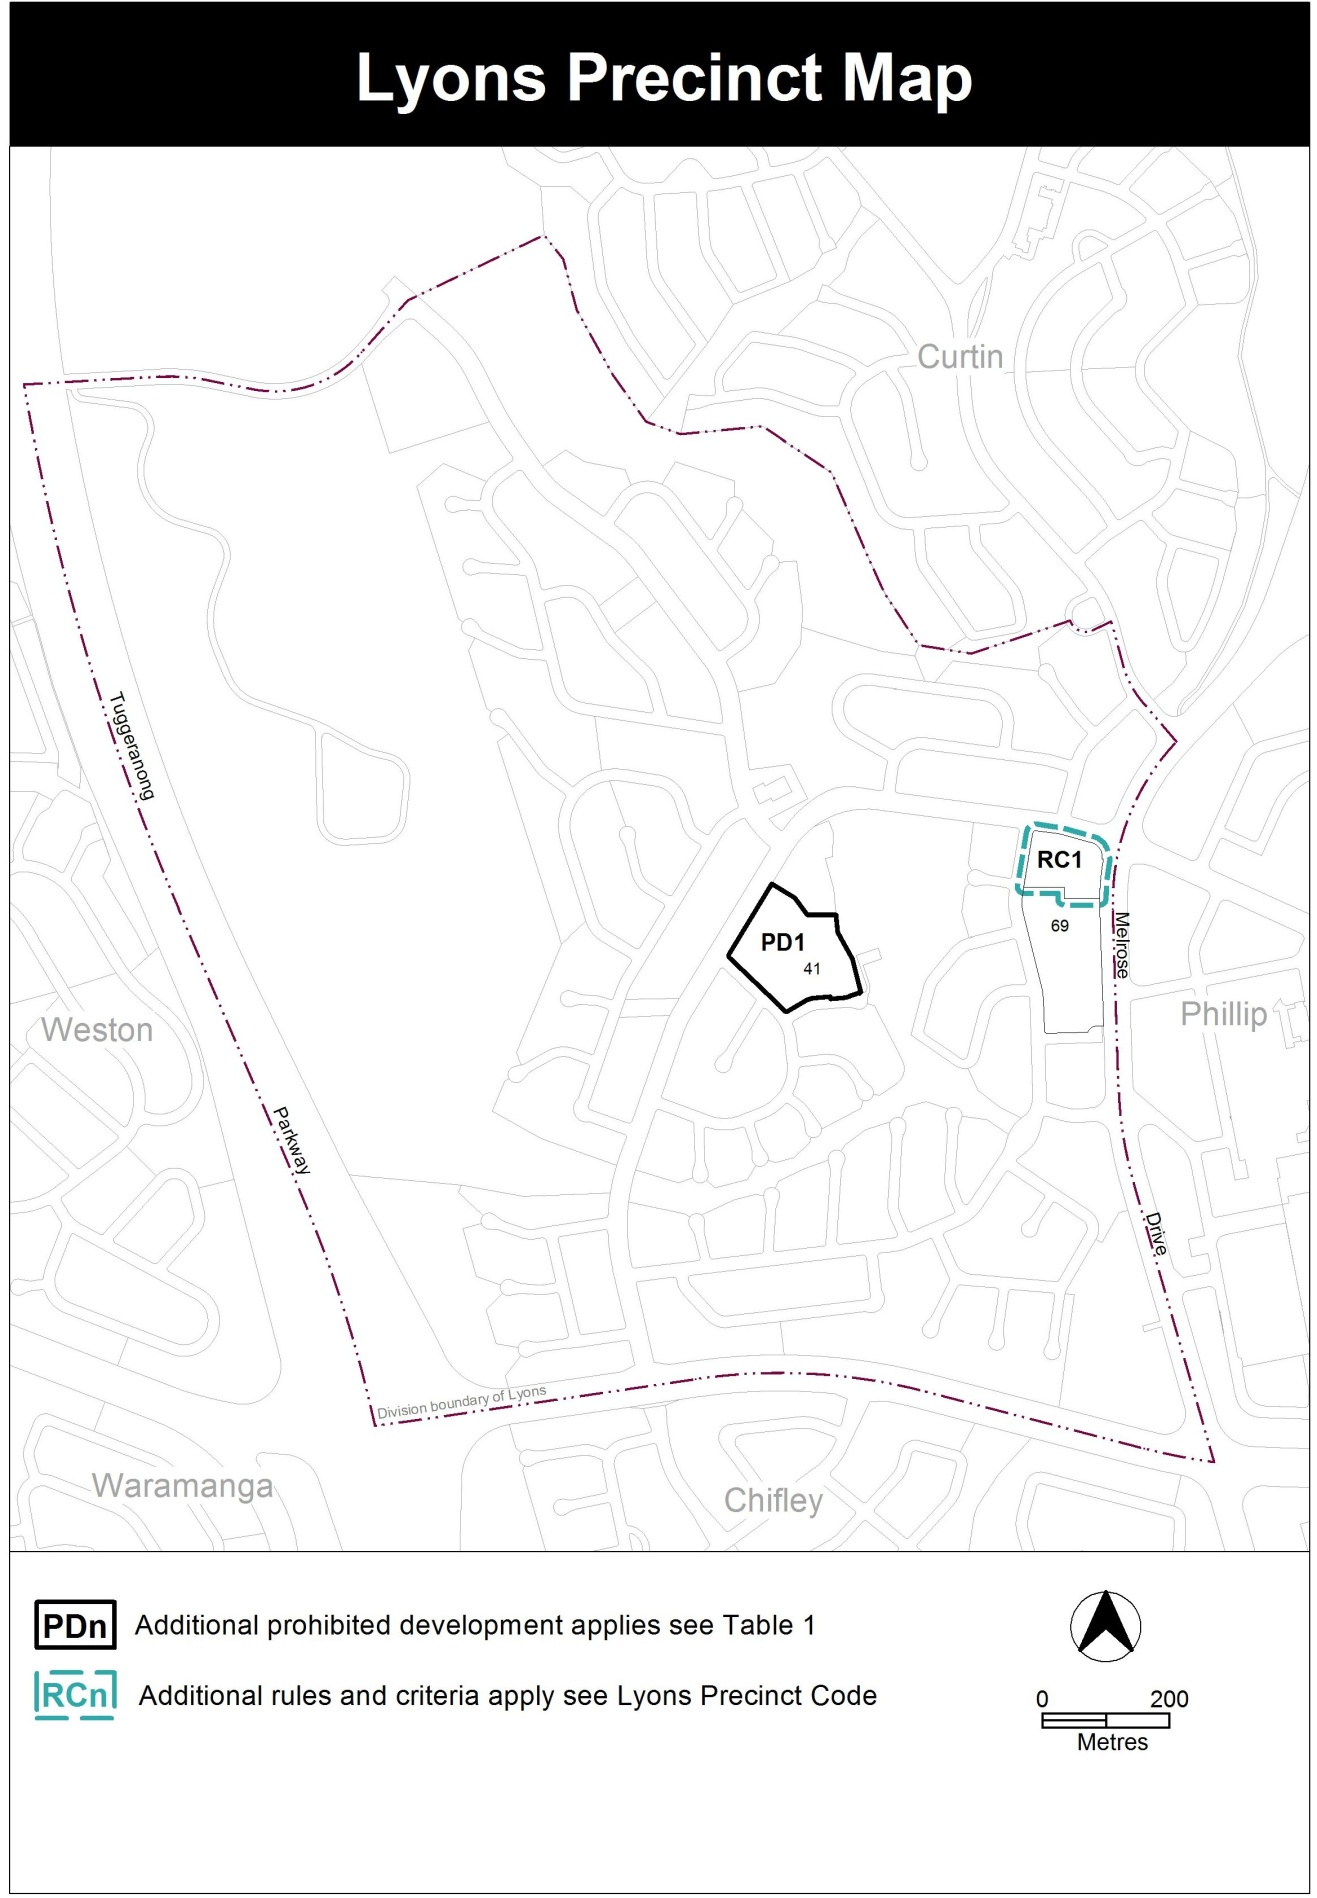 Lyons Precinct Map
Curtin
Tuggeranong
RC1
69
Melrose
PD1
41
Weston
Phillip
Parkway
Drive
Division boundary of Lyons
Waramanga
Chifley
PDn Additional prohibited development applies see Table 1
RCn Additional rules and criteria apply see Lyons Precinct Code
0 200
Metres